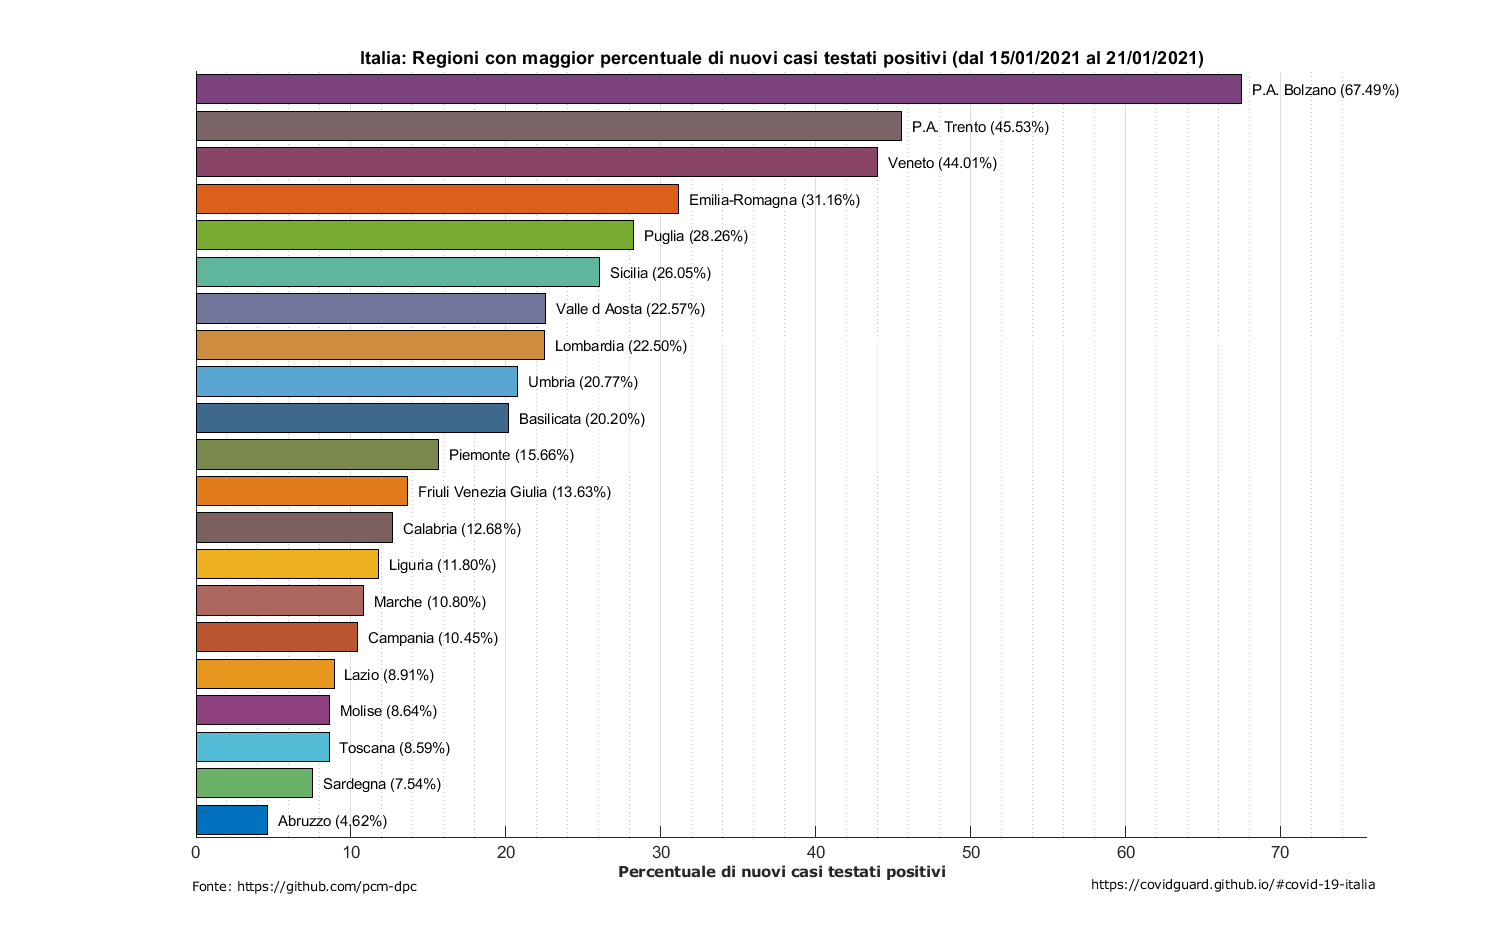 Italia: Regioni con maggior percentuale di nuovi casi testati positivi (dal 15/01/2021 al 21/01/2021)
P.A. Bolzano (67.49%)
P.A. Trento (45.53%)
Veneto (44.01%)
Emilia-Romagna (31.16%)
Puglia (28.26%)
Sicilia (26.05%)
Valle d Aosta (22.57%)
Lombardia (22.50%)
Umbria (20.77%)
Basilicata (20.20%)
Piemonte (15.66%)
Friuli Venezia Giulia (13.63%)
Calabria (12.68%)
Liguria (11.80%)
Marche (10.80%)
Campania (10.45%)
Lazio (8.91%)
Molise (8.64%)
Toscana (8.59%)
Sardegna (7.54%)
Abruzzo (4.62%)
0 10 20 30 40 50 60 70
Percentuale di nuovi casi testati positivi
Fonte: https://github.com/pcm-dpc
https://covidguard.github.io/#covid-19-italia